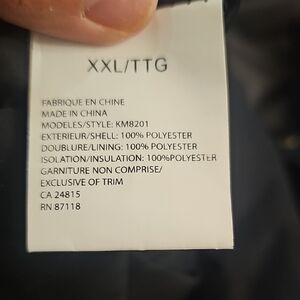 XXL/TTG
FABRIQUE EN CHINE
MADE IN CHINA
MODELES/STYLE: KM8201
EXTERIEUR/SHELL: 100% POLYESTER
DOUBLURE/LINING: 100% POLYESTER
ISOLATION/INSULATION: 100%POLYESTER
GARNITURE NON COMPRISE/
EXCLUSIVE OF TRIM
CA 24815
RN 87118